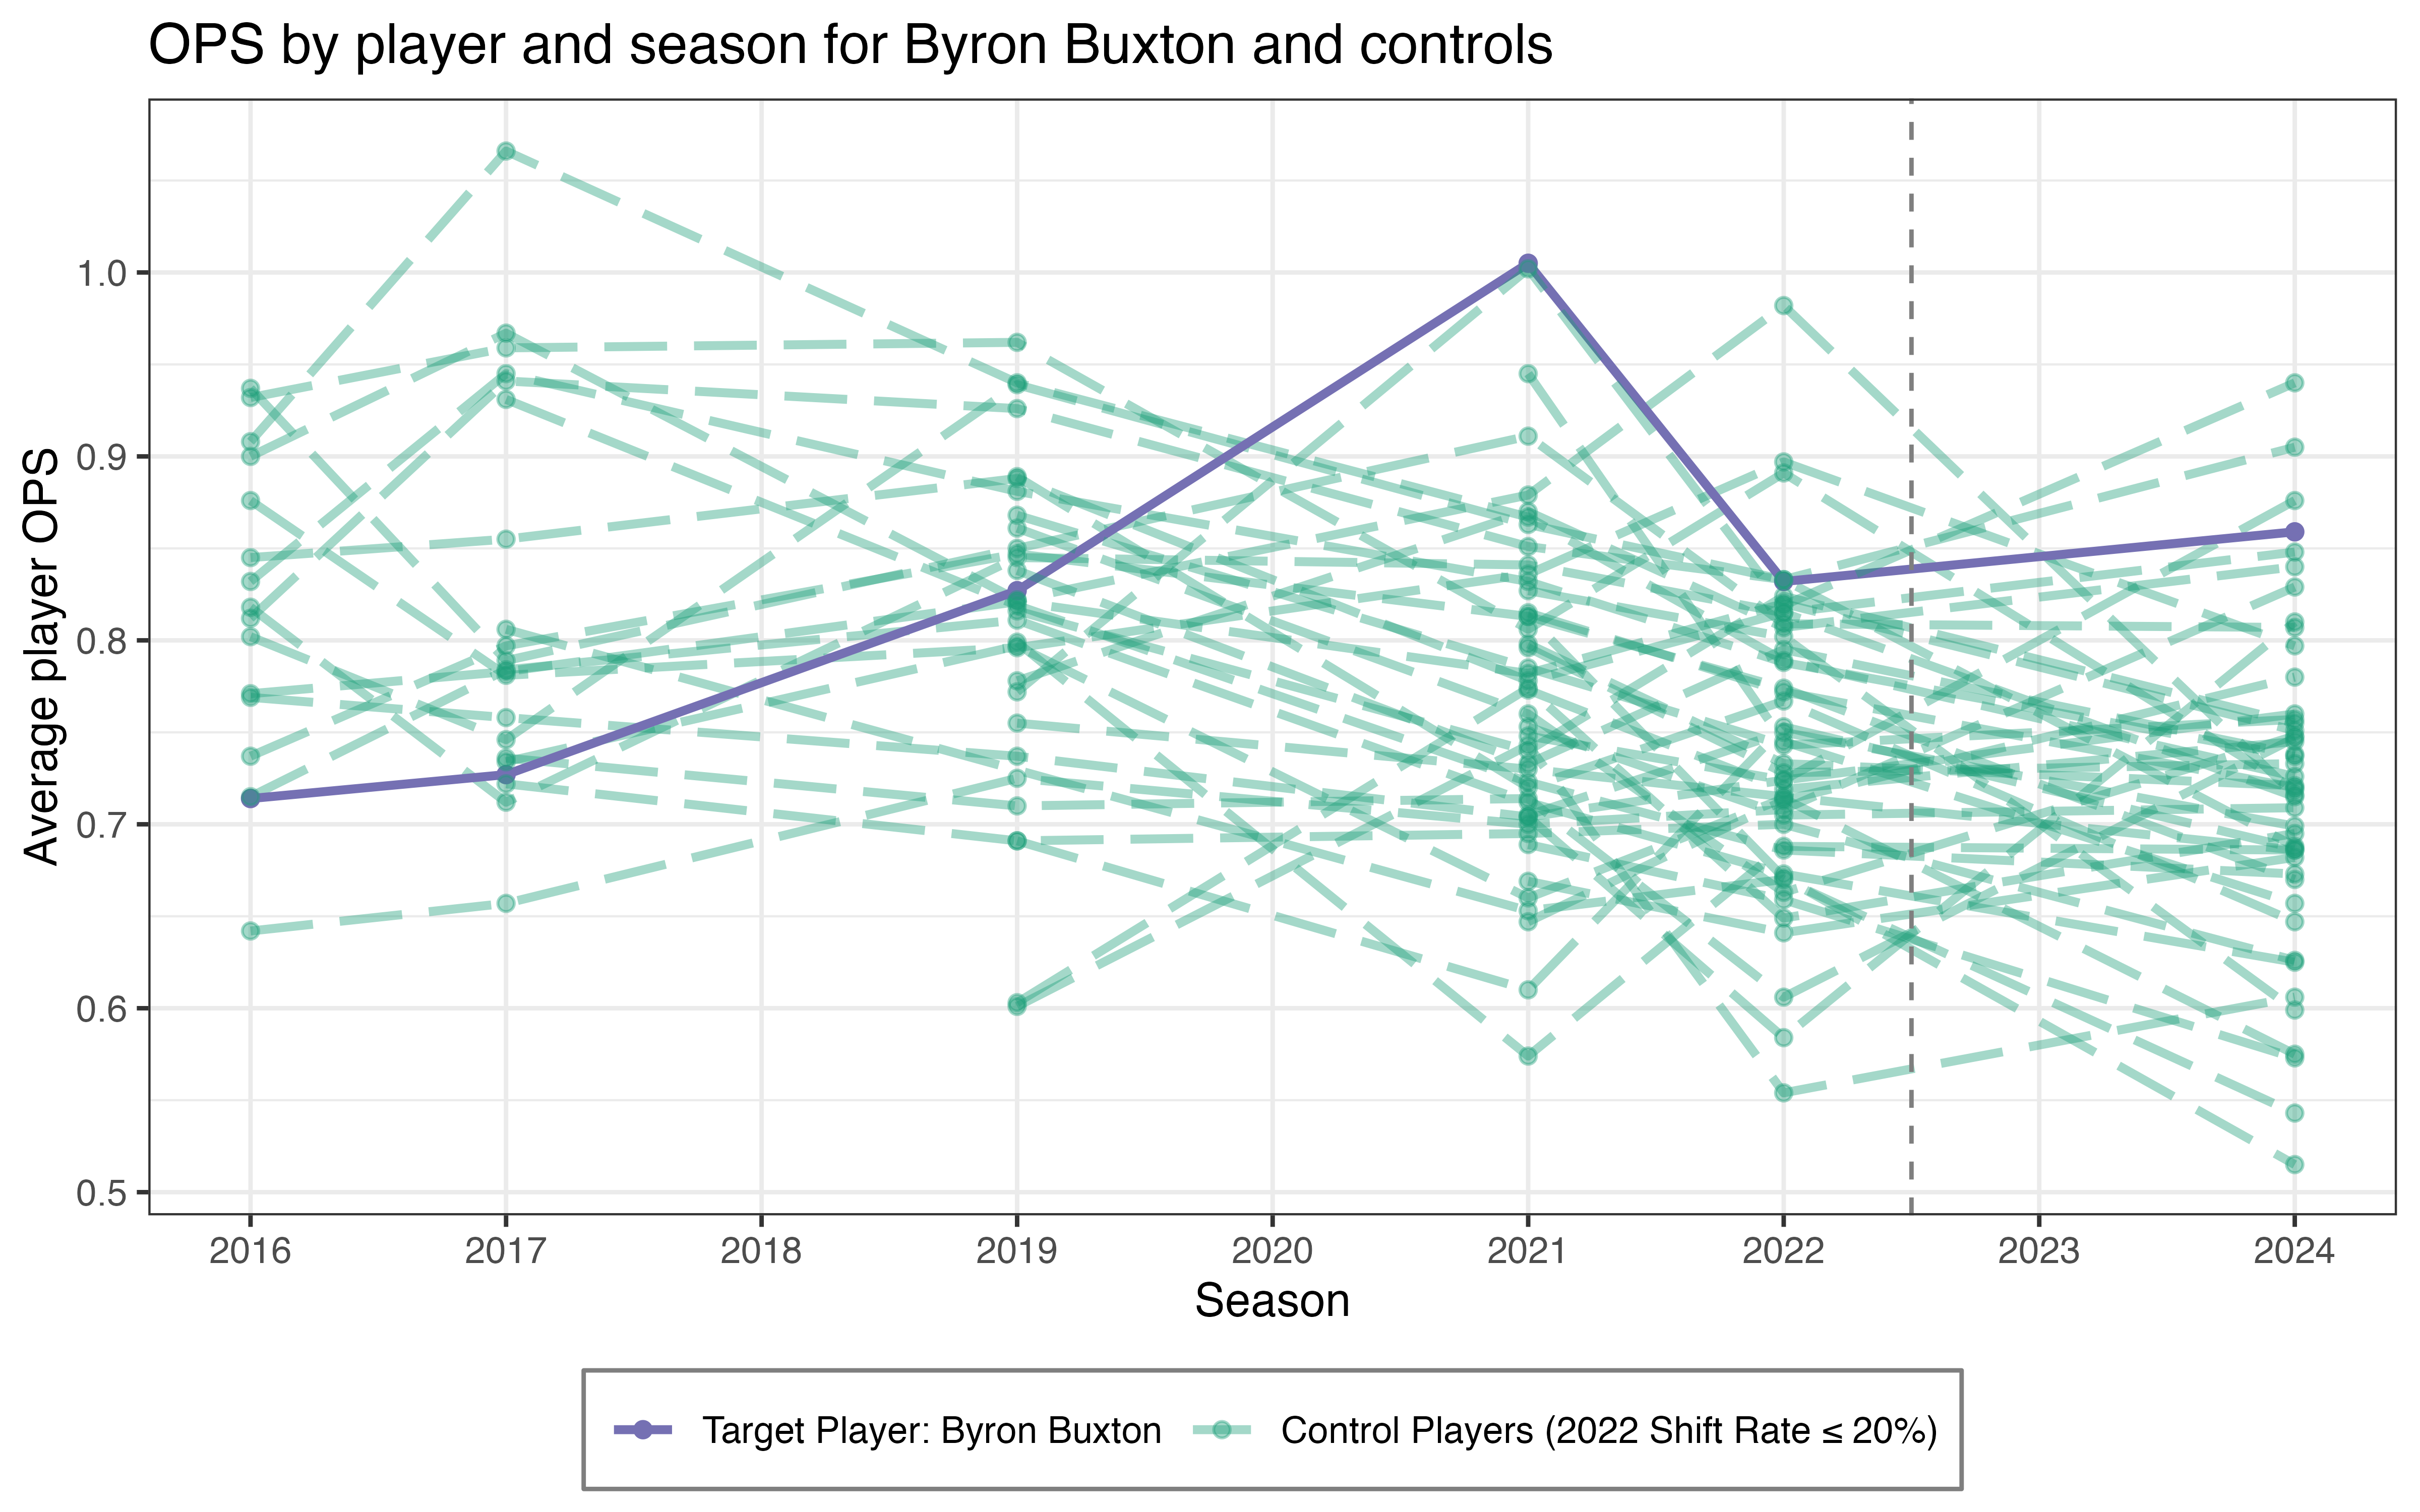 OPS by player and season for Byron Buxton and controls
Average player OPS
1.0
0.9
0.8
0.7
0.6
0.5
2016 2017 2018 2019 2020 2021 2022 2023 2024
Season
Target Player: Byron Buxton Control Players (2022 Shift Rate ≤ 20%)